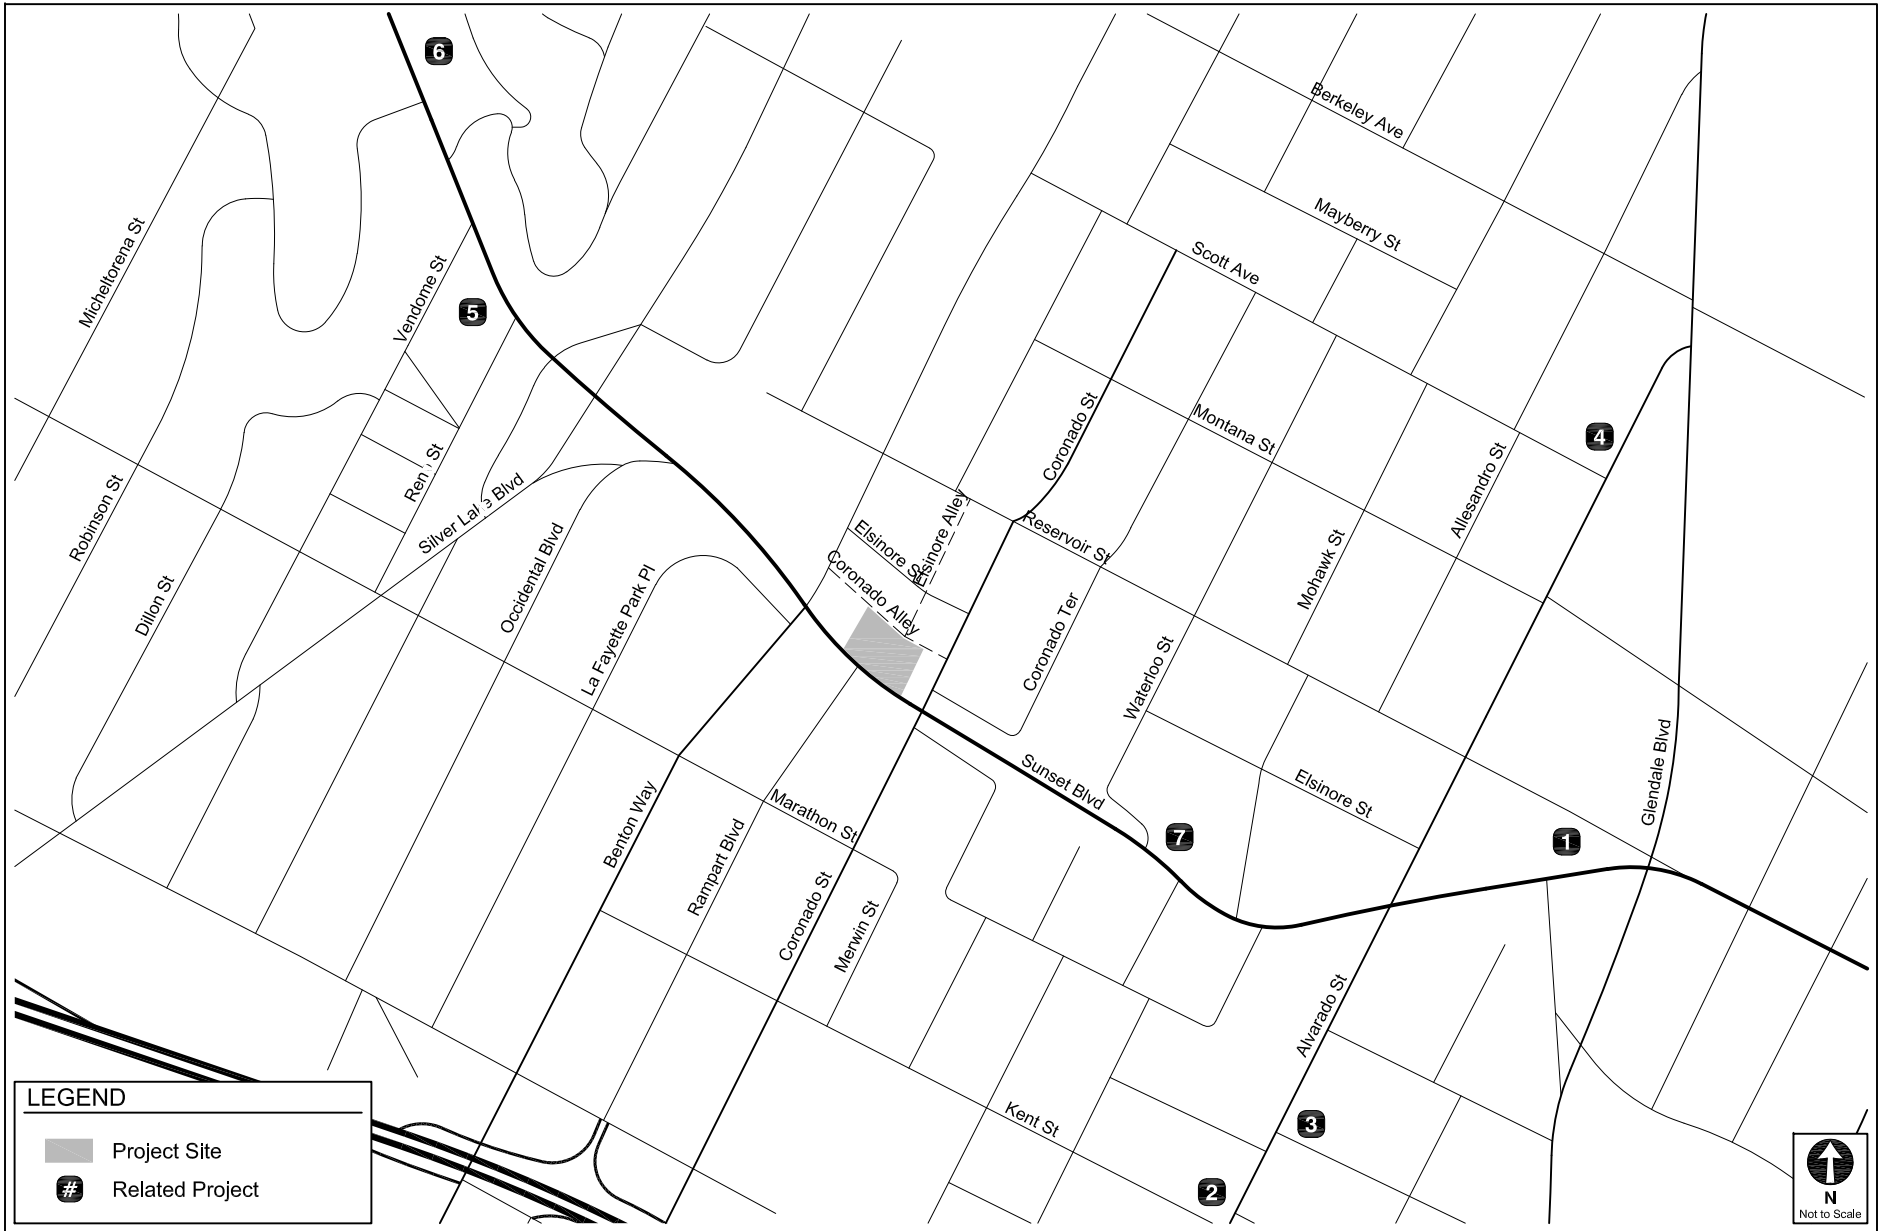 6
Berkeley Ave
Mayberry St
Scott Ave
Micheltorena St
Vendome St
5
Coronado St
Montana St
4
Allesandro St
Robinson St
Reno St
Silver Lake Blvd
Elsinore Alley
Elsinore St
Reservoir St
Coronado Alley
Occidental Blvd
Mohawk St
Dillon St
La Fayette Park Pl
Coronado Ter
Waterloo St
Glendale Blvd
Sunset Blvd
Elsinore St
Benton Way
Marathon St
Rampart Blvd
7
1
Coronado St
Merwin St
Alvarado St
Kent St
3
2
LEGEND
Project Site
# Related Project
N
Not to Scale